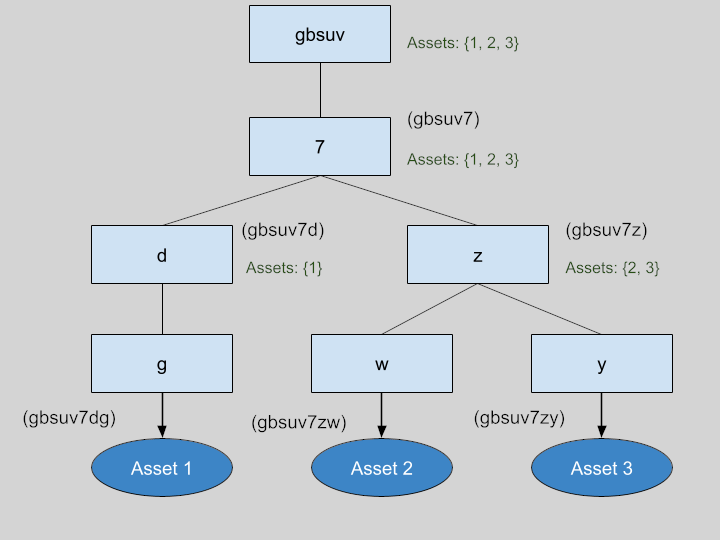 gbsuv
Assets: {1, 2, 3}
(gbsuv7)
7
Assets: {1, 2, 3}
(gbsuv7d)
(gbsuv7z)
d
Assets: {1}
z
Assets: {2, 3}
g
w
y
(gbsuv7dg)
(gbsuv7zw)
(gbsuv7zy)
Asset 1
Asset 2
Asset 3